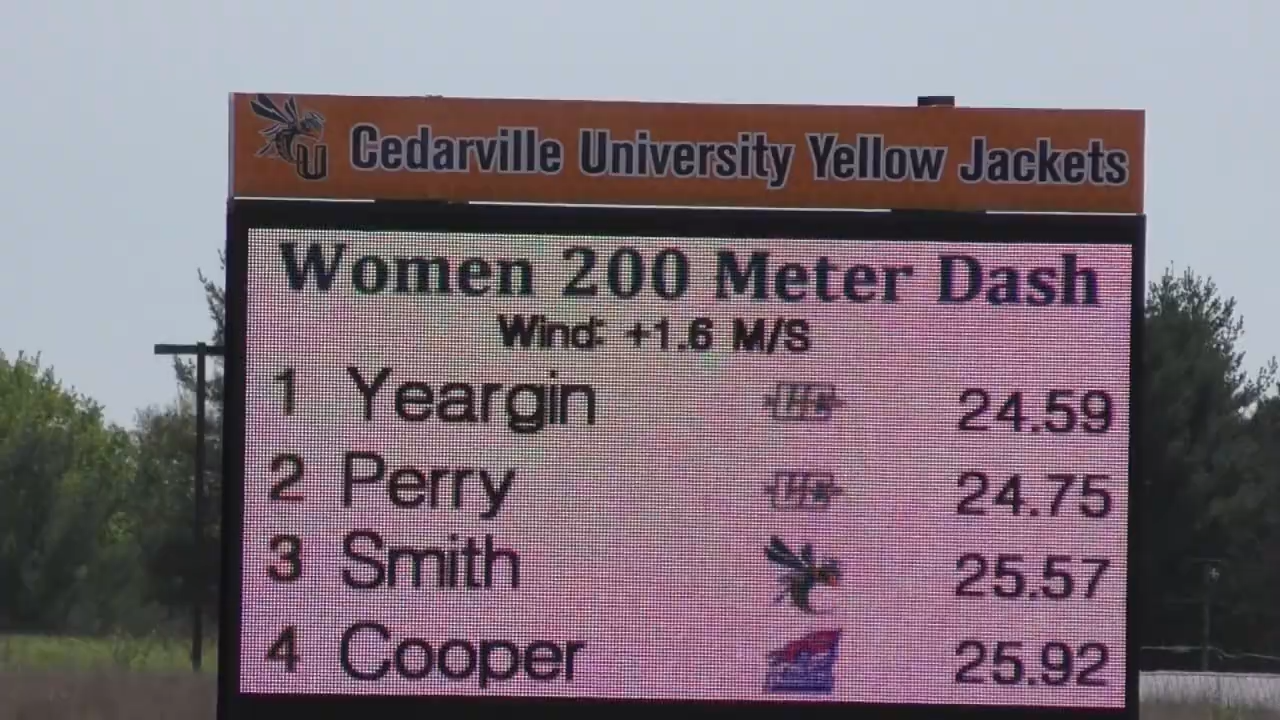 U Cedarville University Yellow Jackets
Women 200 Meter Dash
Wind: +1.6 M/S
1 Yeargin 24.59
2 Perry 24.75
3 Smith 25.57
4 Cooper 25.92